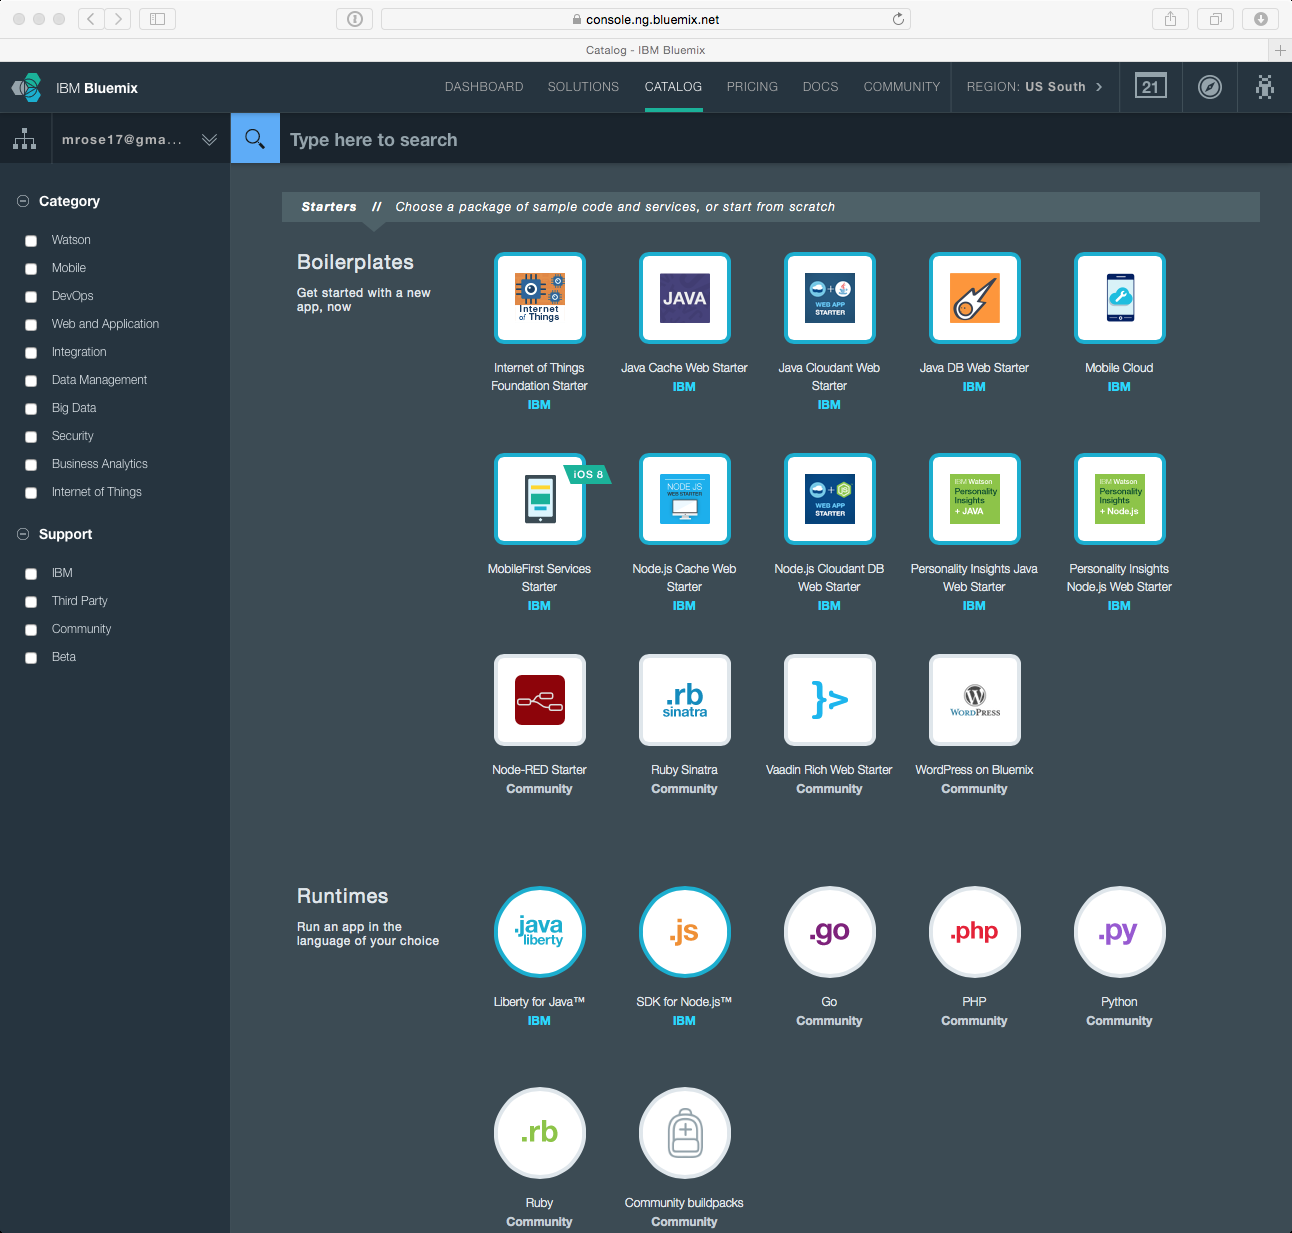 console.ng.bluemix.net
Catalog - IBM Bluemix
IBM Bluemix
DASHBOARD
SOLUTIONS
CATALOG
PRICING
DOCS
COMMUNITY
REGION: US South
21
mrose17@gma...
Type here to search
Category
Watson
Mobile
DevOps
Web and Application
Integration
Data Management
Big Data
Security
Business Analytics
Internet of Things
Support
IBM
Third Party
Community
Beta
Starters // Choose a package of sample code and services, or start from scratch
Boilerplates
Get started with a new
app, now
Internet
of Things
Internet of Things
Foundation Starter
IBM
JAVA
Java Cache Web Starter
IBM
WEB APP
STARTER
Java Cloudant Web
Starter
IBM
Java DB Web Starter
IBM
Mobile Cloud
IBM
iOS 8
MobileFirst Services
Starter
IBM
NODE JS
WEB STARTER
Node.js Cache Web
Starter
IBM
WEB APP
STARTER
Node.js Cloudant DB
Web Starter
IBM
IBM Watson
Personality
Insights
+ JAVA
Personality Insights Java
Web Starter
IBM
IBM Watson
Personality
Insights
+ Node.js
Personality Insights
Node.js Web Starter
IBM
Node-RED Starter
Community
.rb
sinatra
Ruby Sinatra
Community
}>
Vaadin Rich Web Starter
Community
WORDPRESS
WordPress on Bluemix
Community
Runtimes
Run an app in the
language of your choice
.java
liberty
Liberty for Java™
IBM
.js
SDK for Node.js™
IBM
.go
Go
Community
.php
PHP
Community
.py
Python
Community
.rb
Ruby
Community
Community buildpacks
Community